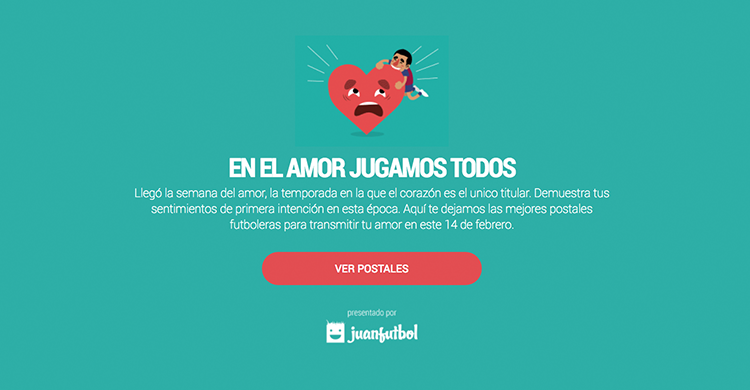 EN EL AMOR JUGAMOS TODOS
Llegó la semana del amor, la temporada en la que el corazón es el unico titular. Demuestra tus
sentimientos de primera intención en esta época. Aquí te dejamos las mejores postales
futboleras para transmitir tu amor en este 14 de febrero.
VER POSTALES
presentado por
juanfutbol